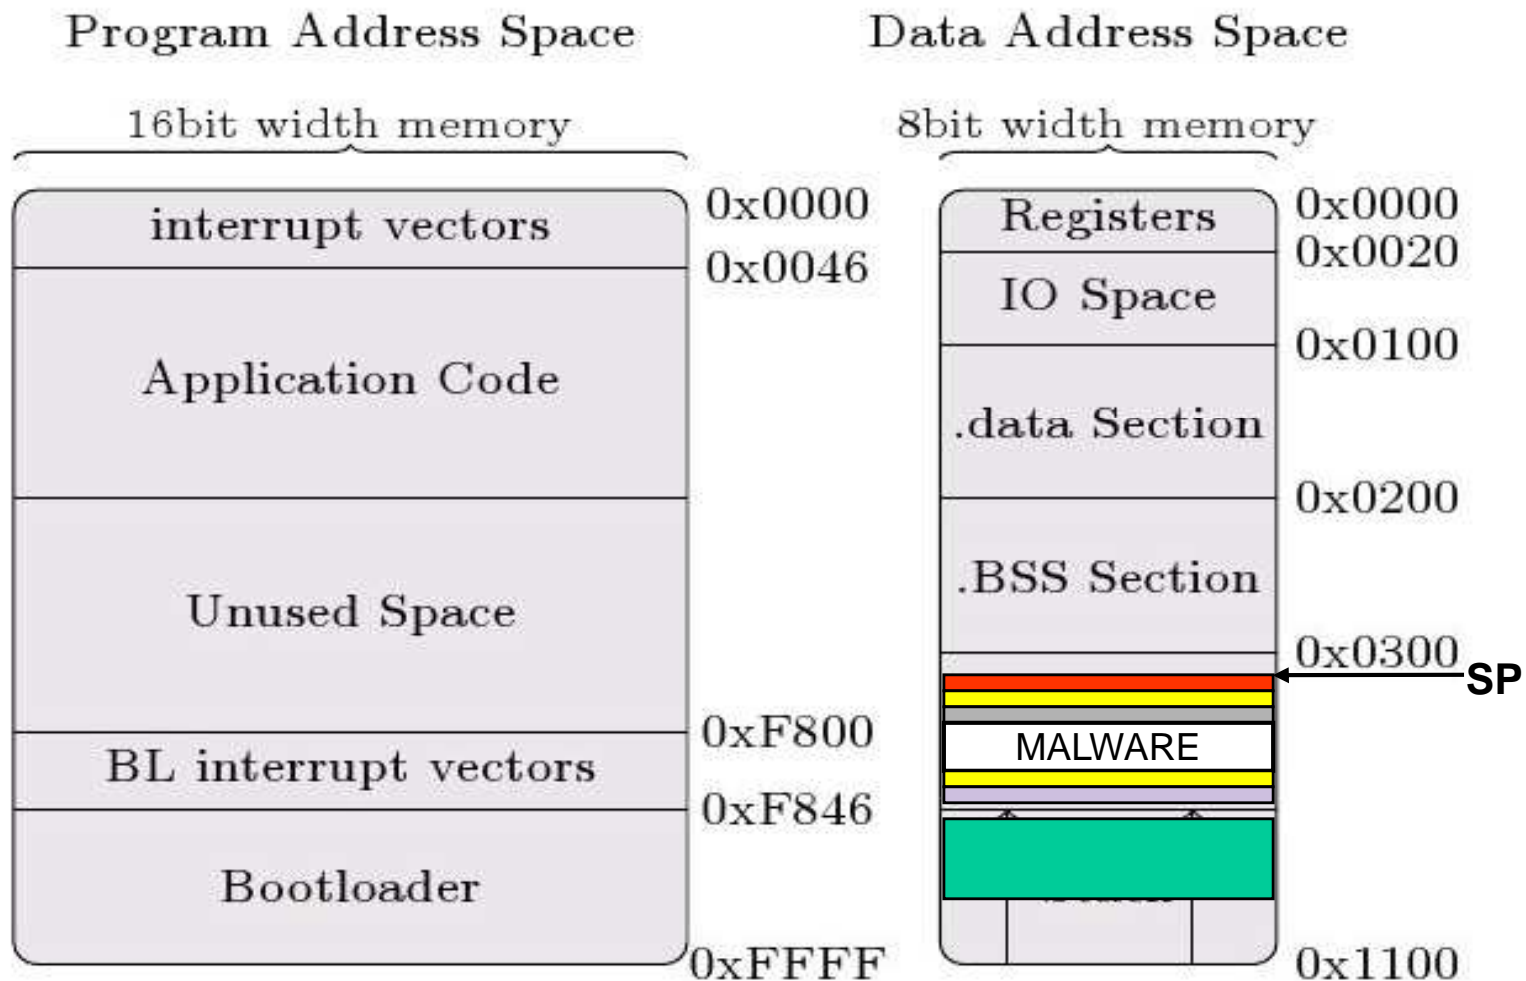 Program Address Space
16bit width memory
interrupt vectors
0x0000
0x0046
Application Code
Unused Space
0xF800
BL interrupt vectors
0xF846
Bootloader
0xFFFF
Data Address Space
8bit width memory
Registers
0x0000
0x0020
IO Space
0x0100
.data Section
0x0200
.BSS Section
0x0300
SP
MALWARE
0x1100